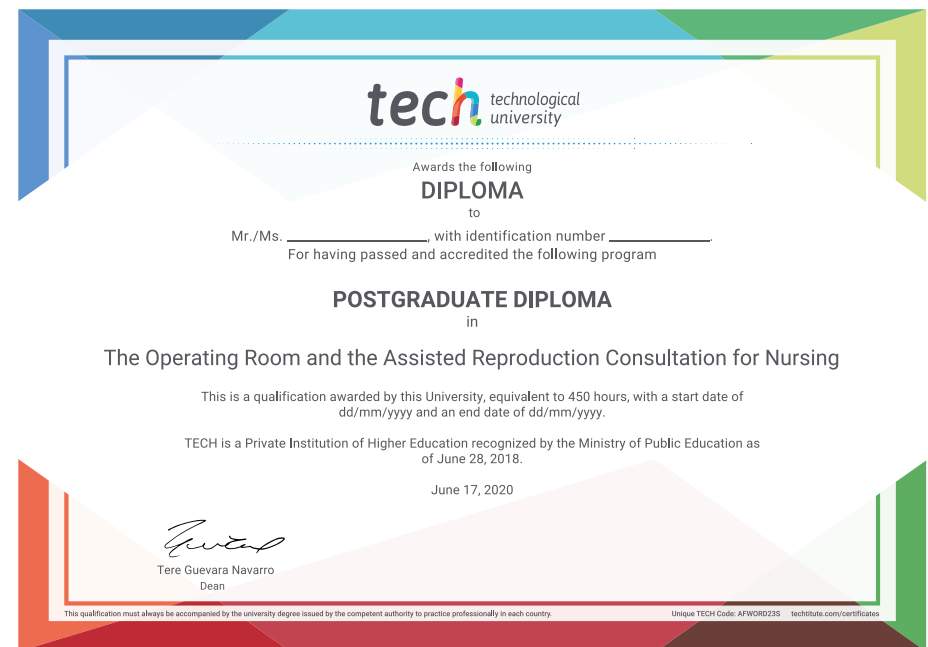 tech technological
university
Awards the following
DIPLOMA
to
Mr./Ms. ____________, with identification number ____________.
For having passed and accredited the following program
POSTGRADUATE DIPLOMA
in
The Operating Room and the Assisted Reproduction Consultation for Nursing
This is a qualification awarded by this University, equivalent to 450 hours, with a start date of
dd/mm/yyyy and an end date of dd/mm/yyyy.
TECH is a Private Institution of Higher Education recognized by the Ministry of Public Education as
of June 28, 2018.
June 17, 2020
Tere Guevara Navarro
Dean
This qualification must always be accompanied by the university degree issued by the competent authority to practice professionally in each country. Unique TECH Code: AFWORD23S techtitute.com/certificates